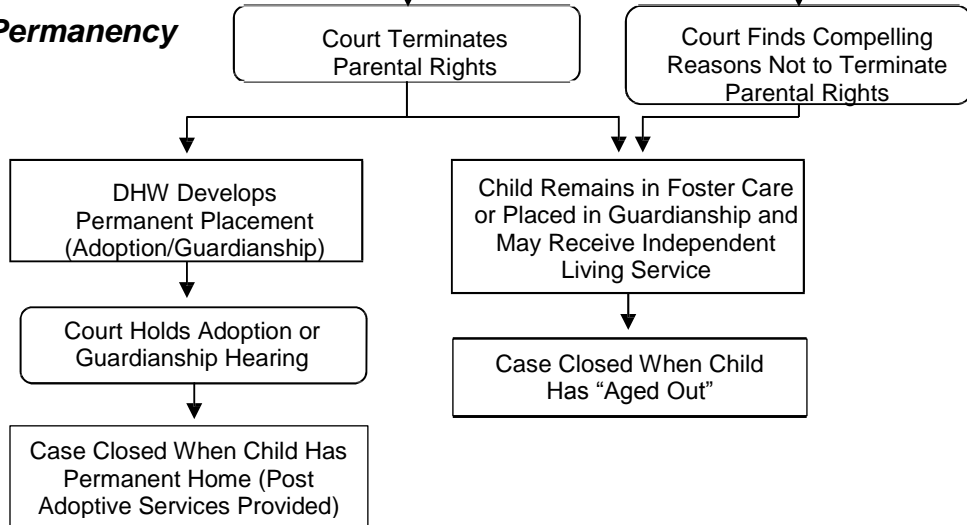 Permanency
Court Terminates
Parental Rights
Court Finds Compelling
Reasons Not to Terminate
Parental Rights
DHW Develops
Permanent Placement
(Adoption/Guardianship)
Child Remains in Foster Care
or Placed in Guardianship and
May Receive Independent
Living Service
Court Holds Adoption or
Guardianship Hearing
Case Closed When Child
Has “Aged Out”
Case Closed When Child Has
Permanent Home (Post
Adoptive Services Provided)